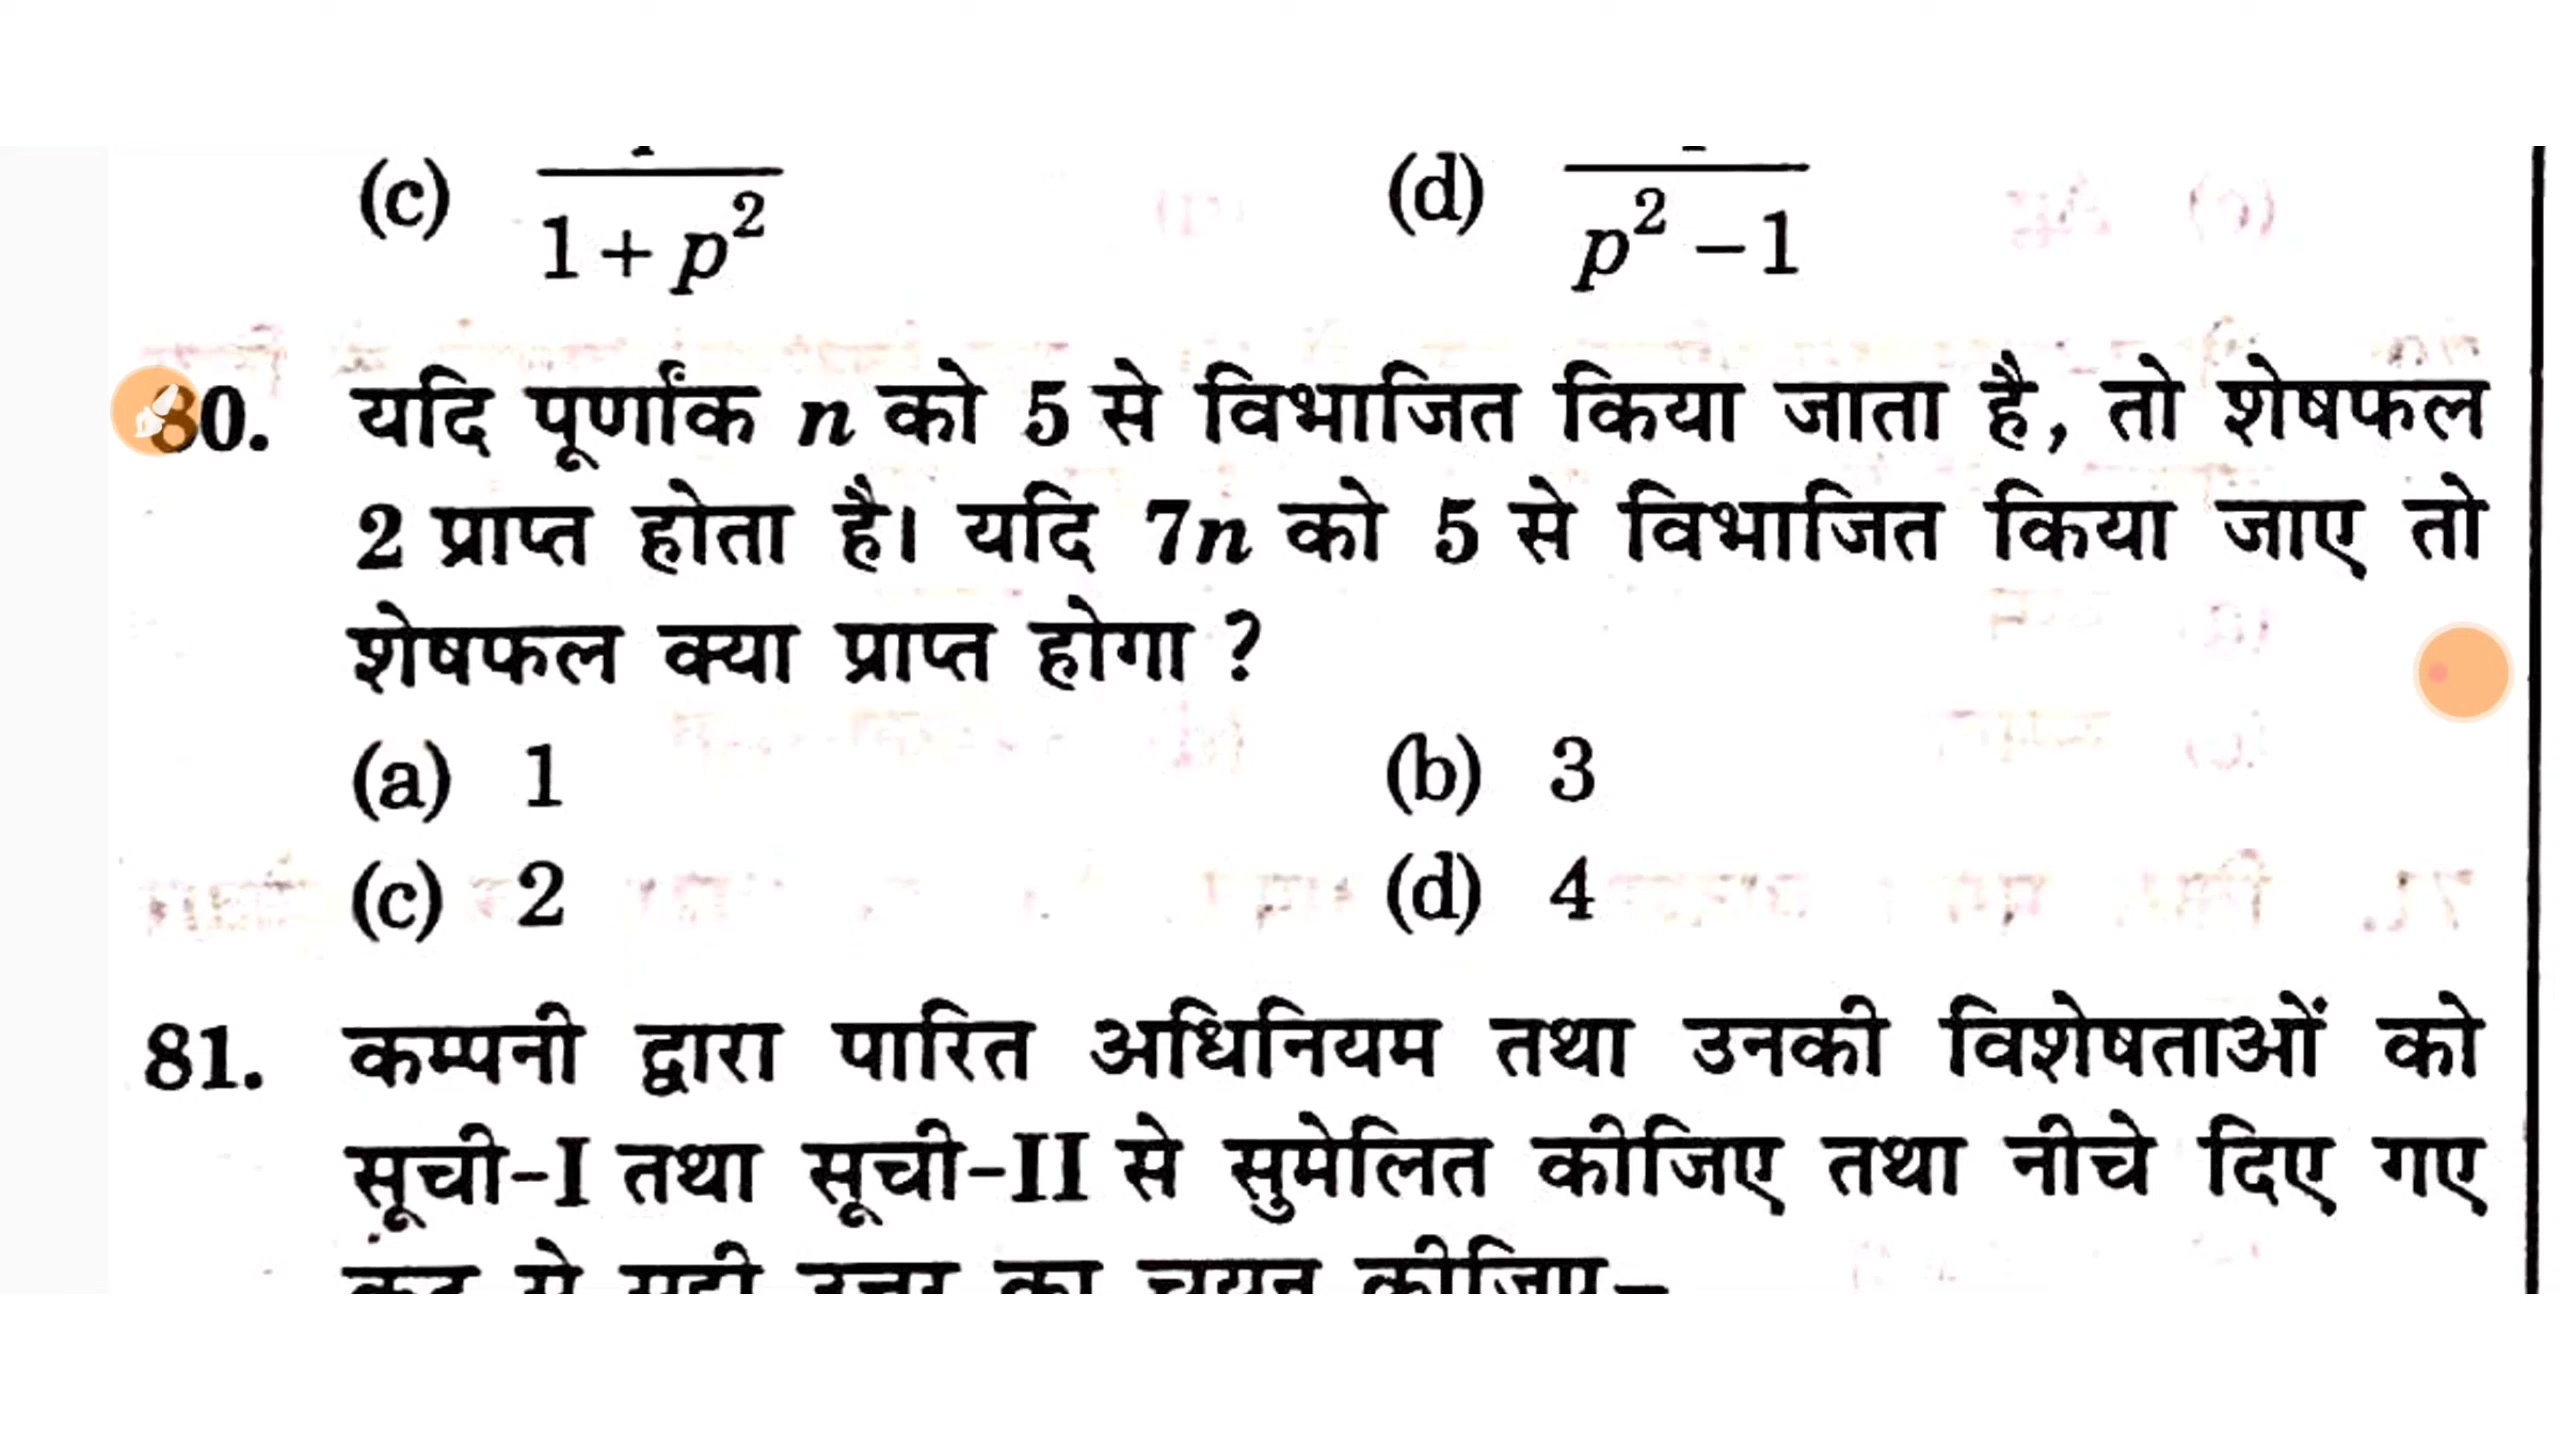 (c) 1 + p² (d) p² – 1
80. यदि पूर्णांक n को 5 से विभाजित किया जाता है, तो शेषफल
2 प्राप्त होता है। यदि 7n को 5 से विभाजित किया जाए तो
शेषफल क्या प्राप्त होगा ?
(a) 1 (b) 3
(c) 2 (d) 4
81. कम्पनी द्वारा पारित अधिनियम तथा उनकी विशेषताओं को
सूची-I तथा सूची-II से सुमेलित कीजिए तथा नीचे दिए गए